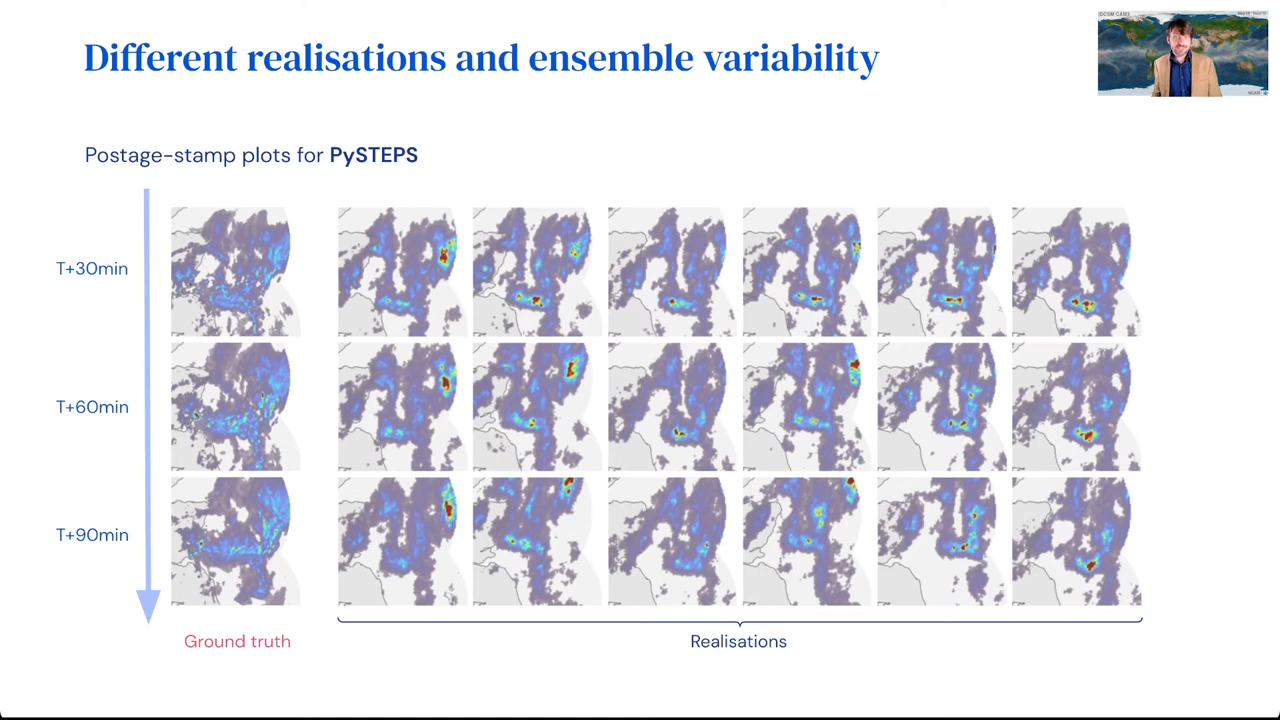 Different realisations and ensemble variability
Postage-stamp plots for PySTEPS
T+30min
T+60min
T+90min
Ground truth
Realisations